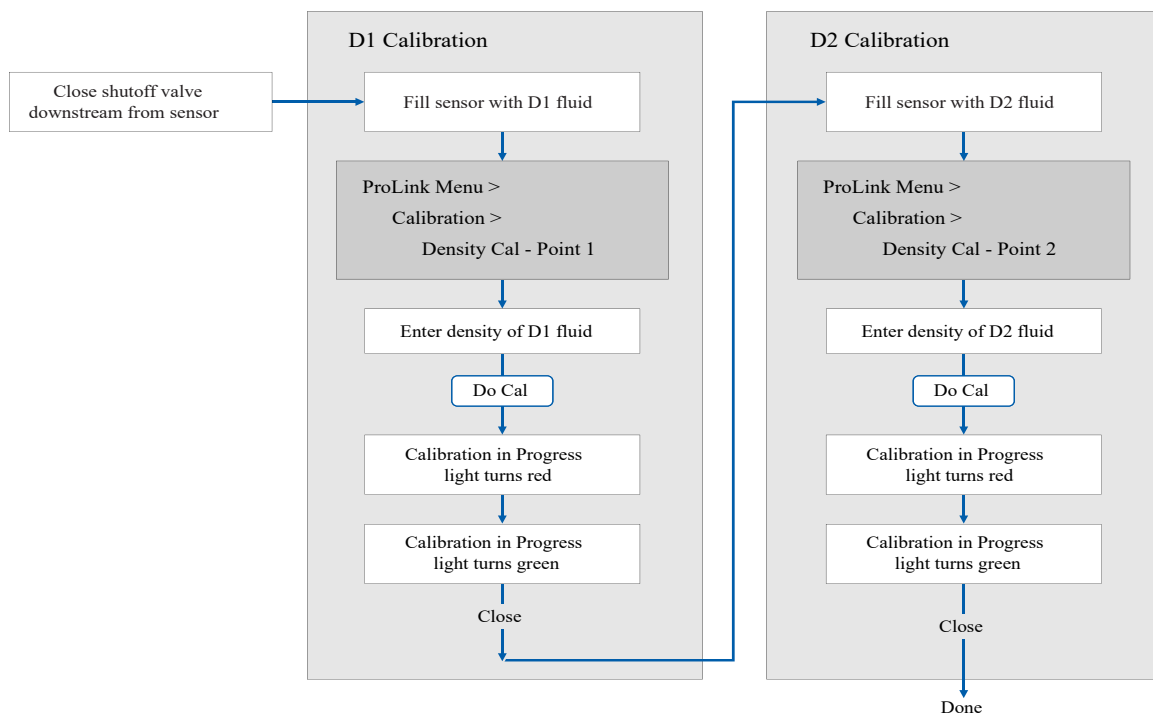 Close shutoff valve
downstream from sensor
D1 Calibration
Fill sensor with D1 fluid
ProLink Menu >
Calibration >
Density Cal - Point 1
Enter density of D1 fluid
Do Cal
Calibration in Progress
light turns red
Calibration in Progress
light turns green
Close
D2 Calibration
Fill sensor with D2 fluid
ProLink Menu >
Calibration >
Density Cal - Point 2
Enter density of D2 fluid
Do Cal
Calibration in Progress
light turns red
Calibration in Progress
light turns green
Close
Done